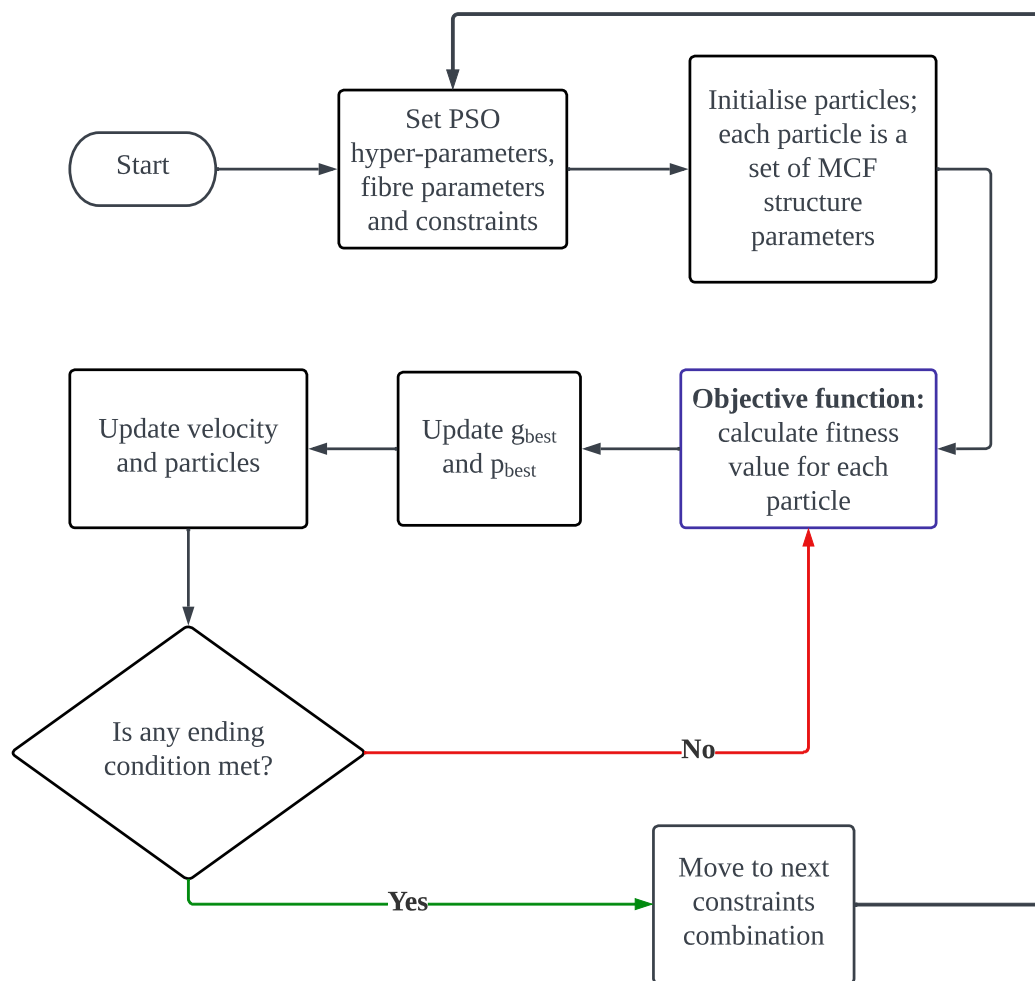 Start
Set PSO
hyper-parameters,
fibre parameters
and constraints
Initialise particles;
each particle is a
set of MCF
structure
parameters
Update velocity
and particles
Update gbest
and pbest
Objective function:
calculate fitness
value for each
particle
Is any ending
condition met?
No
Yes
Move to next
constraints
combination